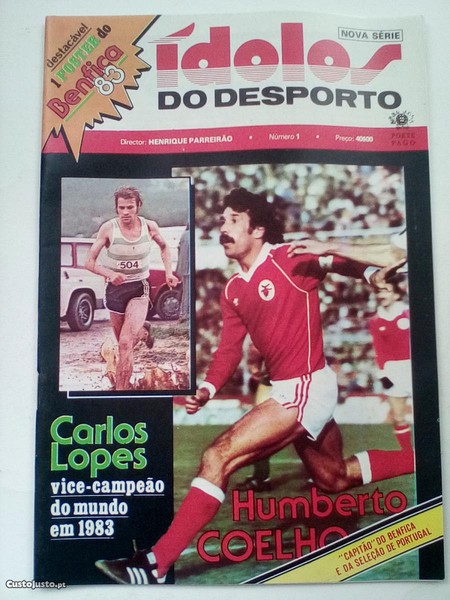 destacável
1 POSTER do
Benfica
83
NOVA SÉRIE
ídolos
DO DESPORTO
Director: HENRIQUE PARREIRÃO • Número 1 • Preço: 40$00
PORTE
PAGO
504
Carlos
Lopes
vice-campeão
do mundo
em 1983
Humberto
COELHO
"CAPITÃO" DO BENFICA
E DA SELEÇÃO DE PORTUGAL
CustoJusto.pt